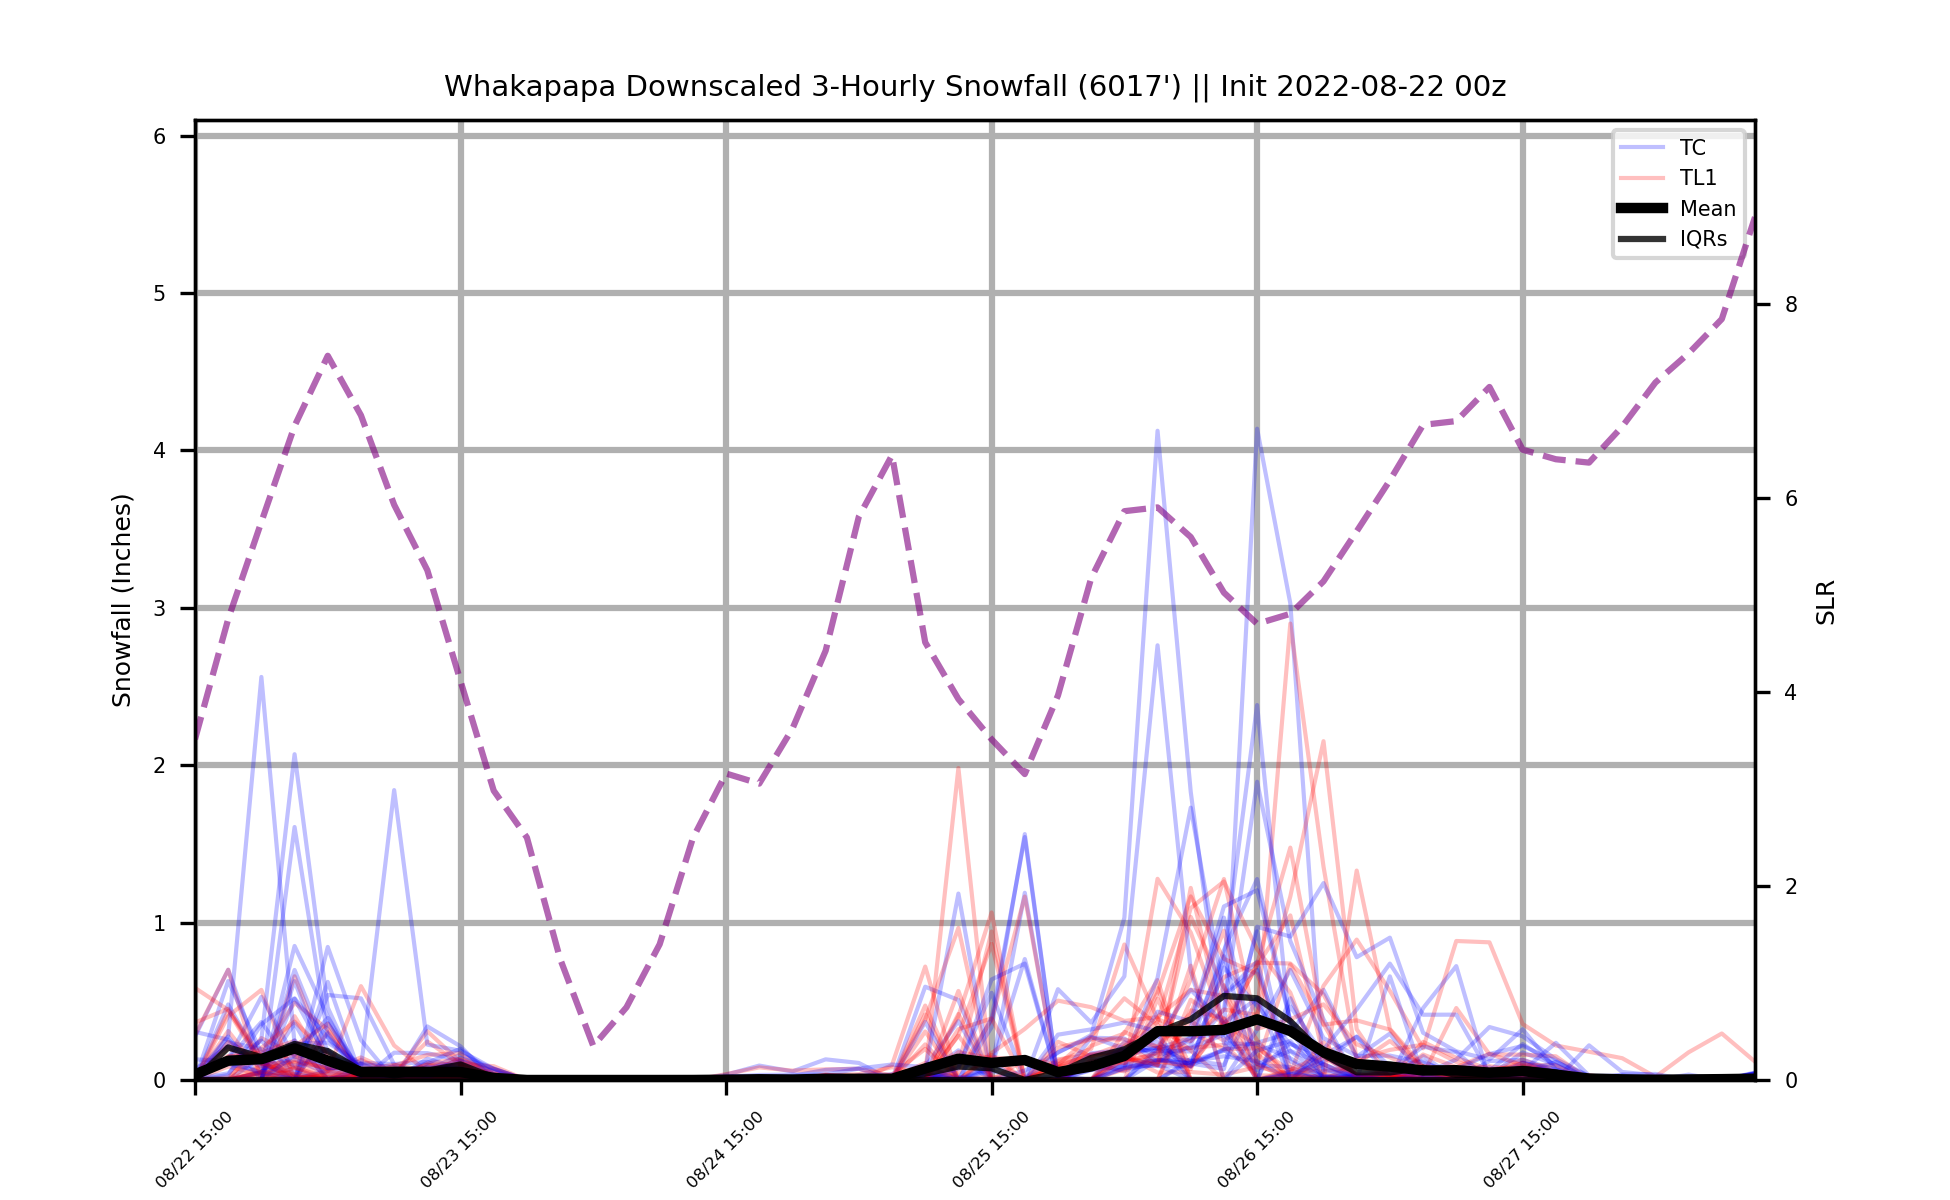 Whakapapa Downscaled 3-Hourly Snowfall (6017') || Init 2022-08-22 00z
TC
TL1
Mean
IQRs
Snowfall (Inches)
6
5
4
3
2
1
0
SLR
8
6
4
2
0
08/22 15:00
08/23 15:00
08/24 15:00
08/25 15:00
08/26 15:00
08/27 15:00